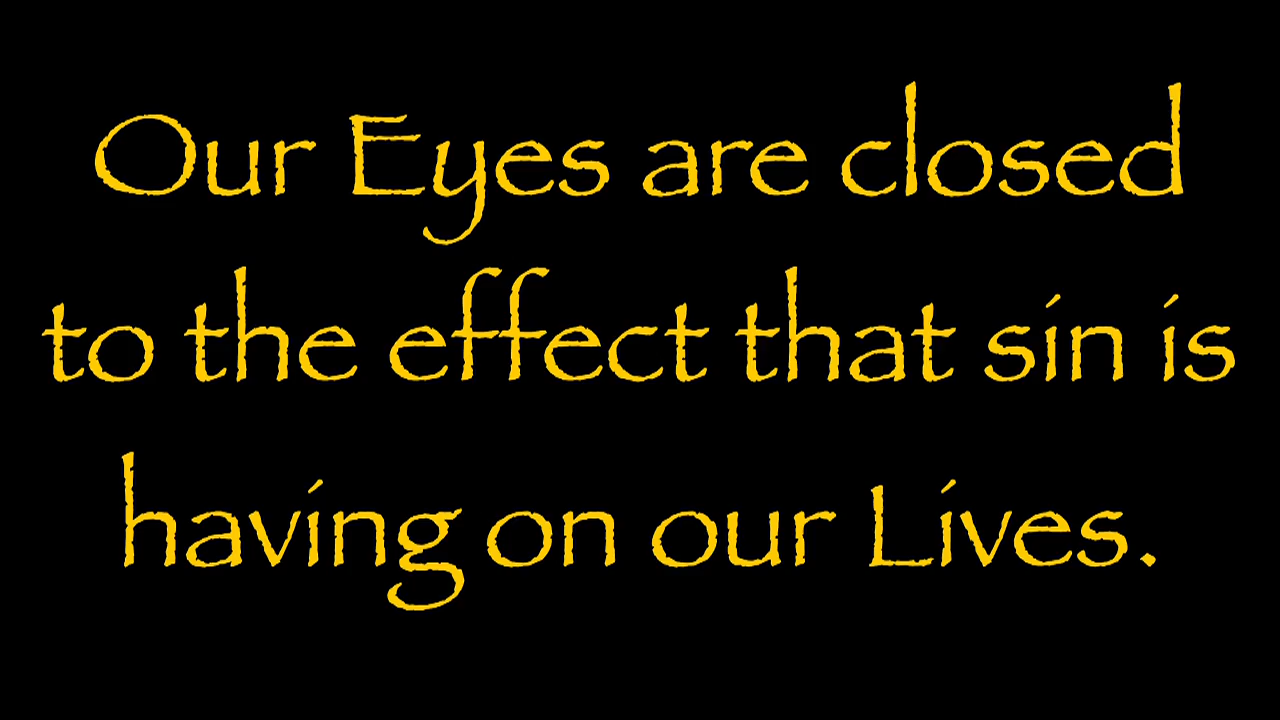 Our Eyes are closed
to the effect that sin is
having on our Lives.